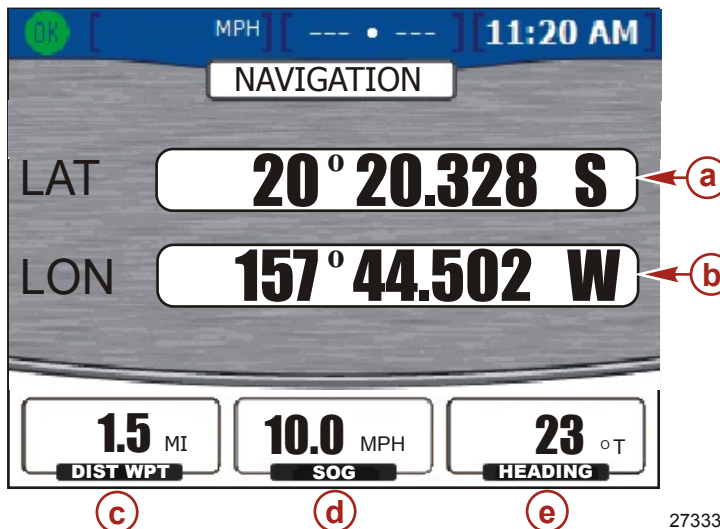 OK [ MPH ] [ --- • --- ] [ 11:20 AM ]
NAVIGATION
LAT 20° 20.328 S a
LON 157° 44.502 W b
1.5 MI 10.0 MPH 23 °T
DIST WPT SOG HEADING
c d e
27333